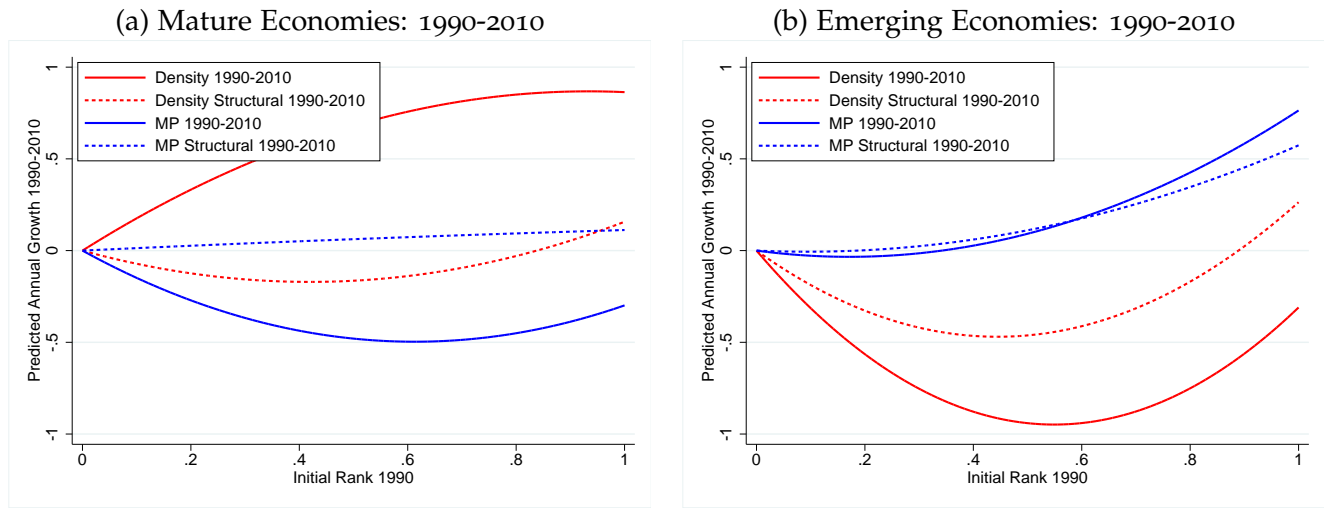 (a) Mature Economies: 1990-2010
Density 1990-2010
Density Structural 1990-2010
MP 1990-2010
MP Structural 1990-2010
Predicted Annual Growth 1990-2010
1
.5
0
-.5
-1
0 .2 .4 .6 .8 1
Initial Rank 1990
(b) Emerging Economies: 1990-2010
Density 1990-2010
Density Structural 1990-2010
MP 1990-2010
MP Structural 1990-2010
Predicted Annual Growth 1990-2010
1
.5
0
-.5
-1
0 .2 .4 .6 .8 1
Initial Rank 1990